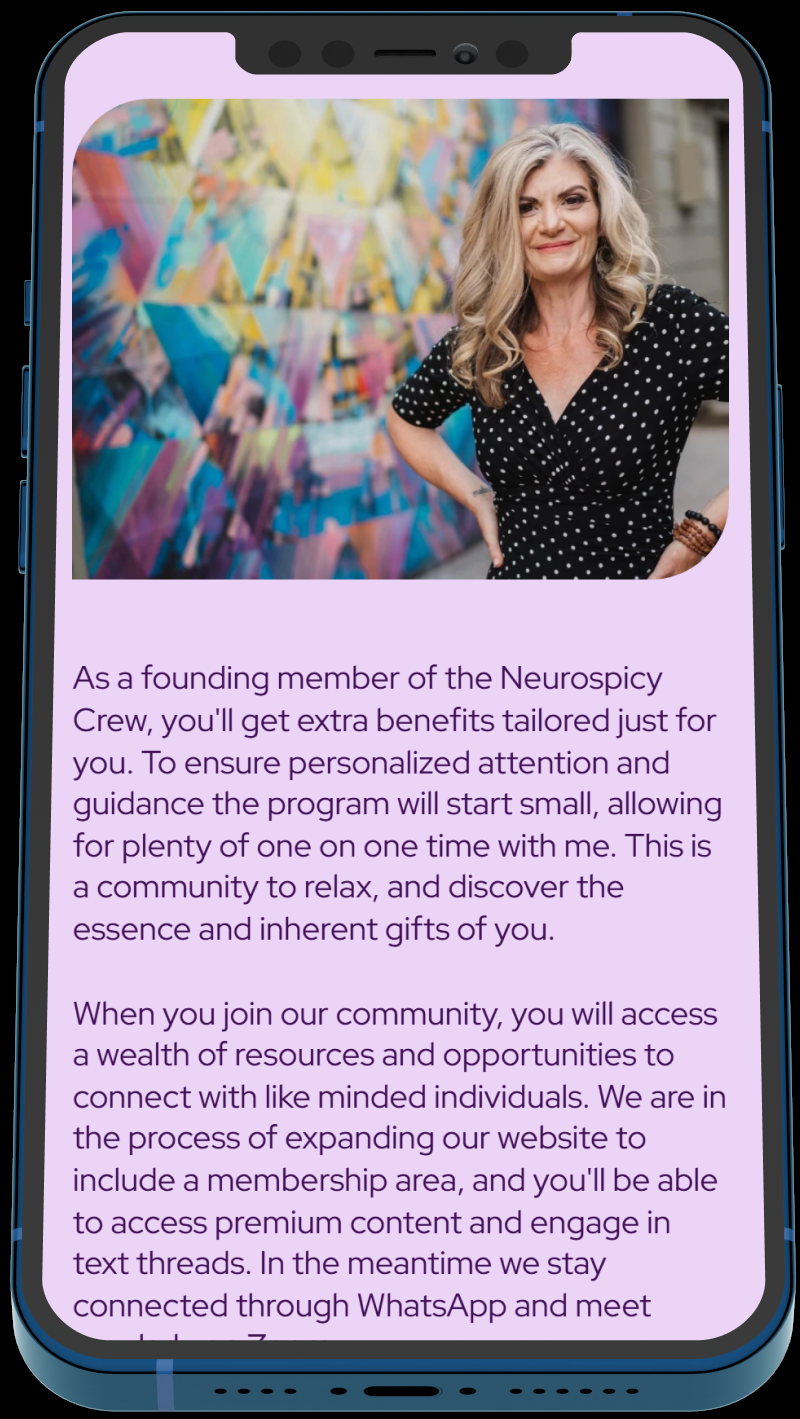 As a founding member of the Neurospicy
Crew, you'll get extra benefits tailored just for
you. To ensure personalized attention and
guidance the program will start small, allowing
for plenty of one on one time with me. This is
a community to relax, and discover the
essence and inherent gifts of you.
When you join our community, you will access
a wealth of resources and opportunities to
connect with like minded individuals. We are in
the process of expanding our website to
include a membership area, and you'll be able
to access premium content and engage in
text threads. In the meantime we stay
connected through WhatsApp and meet